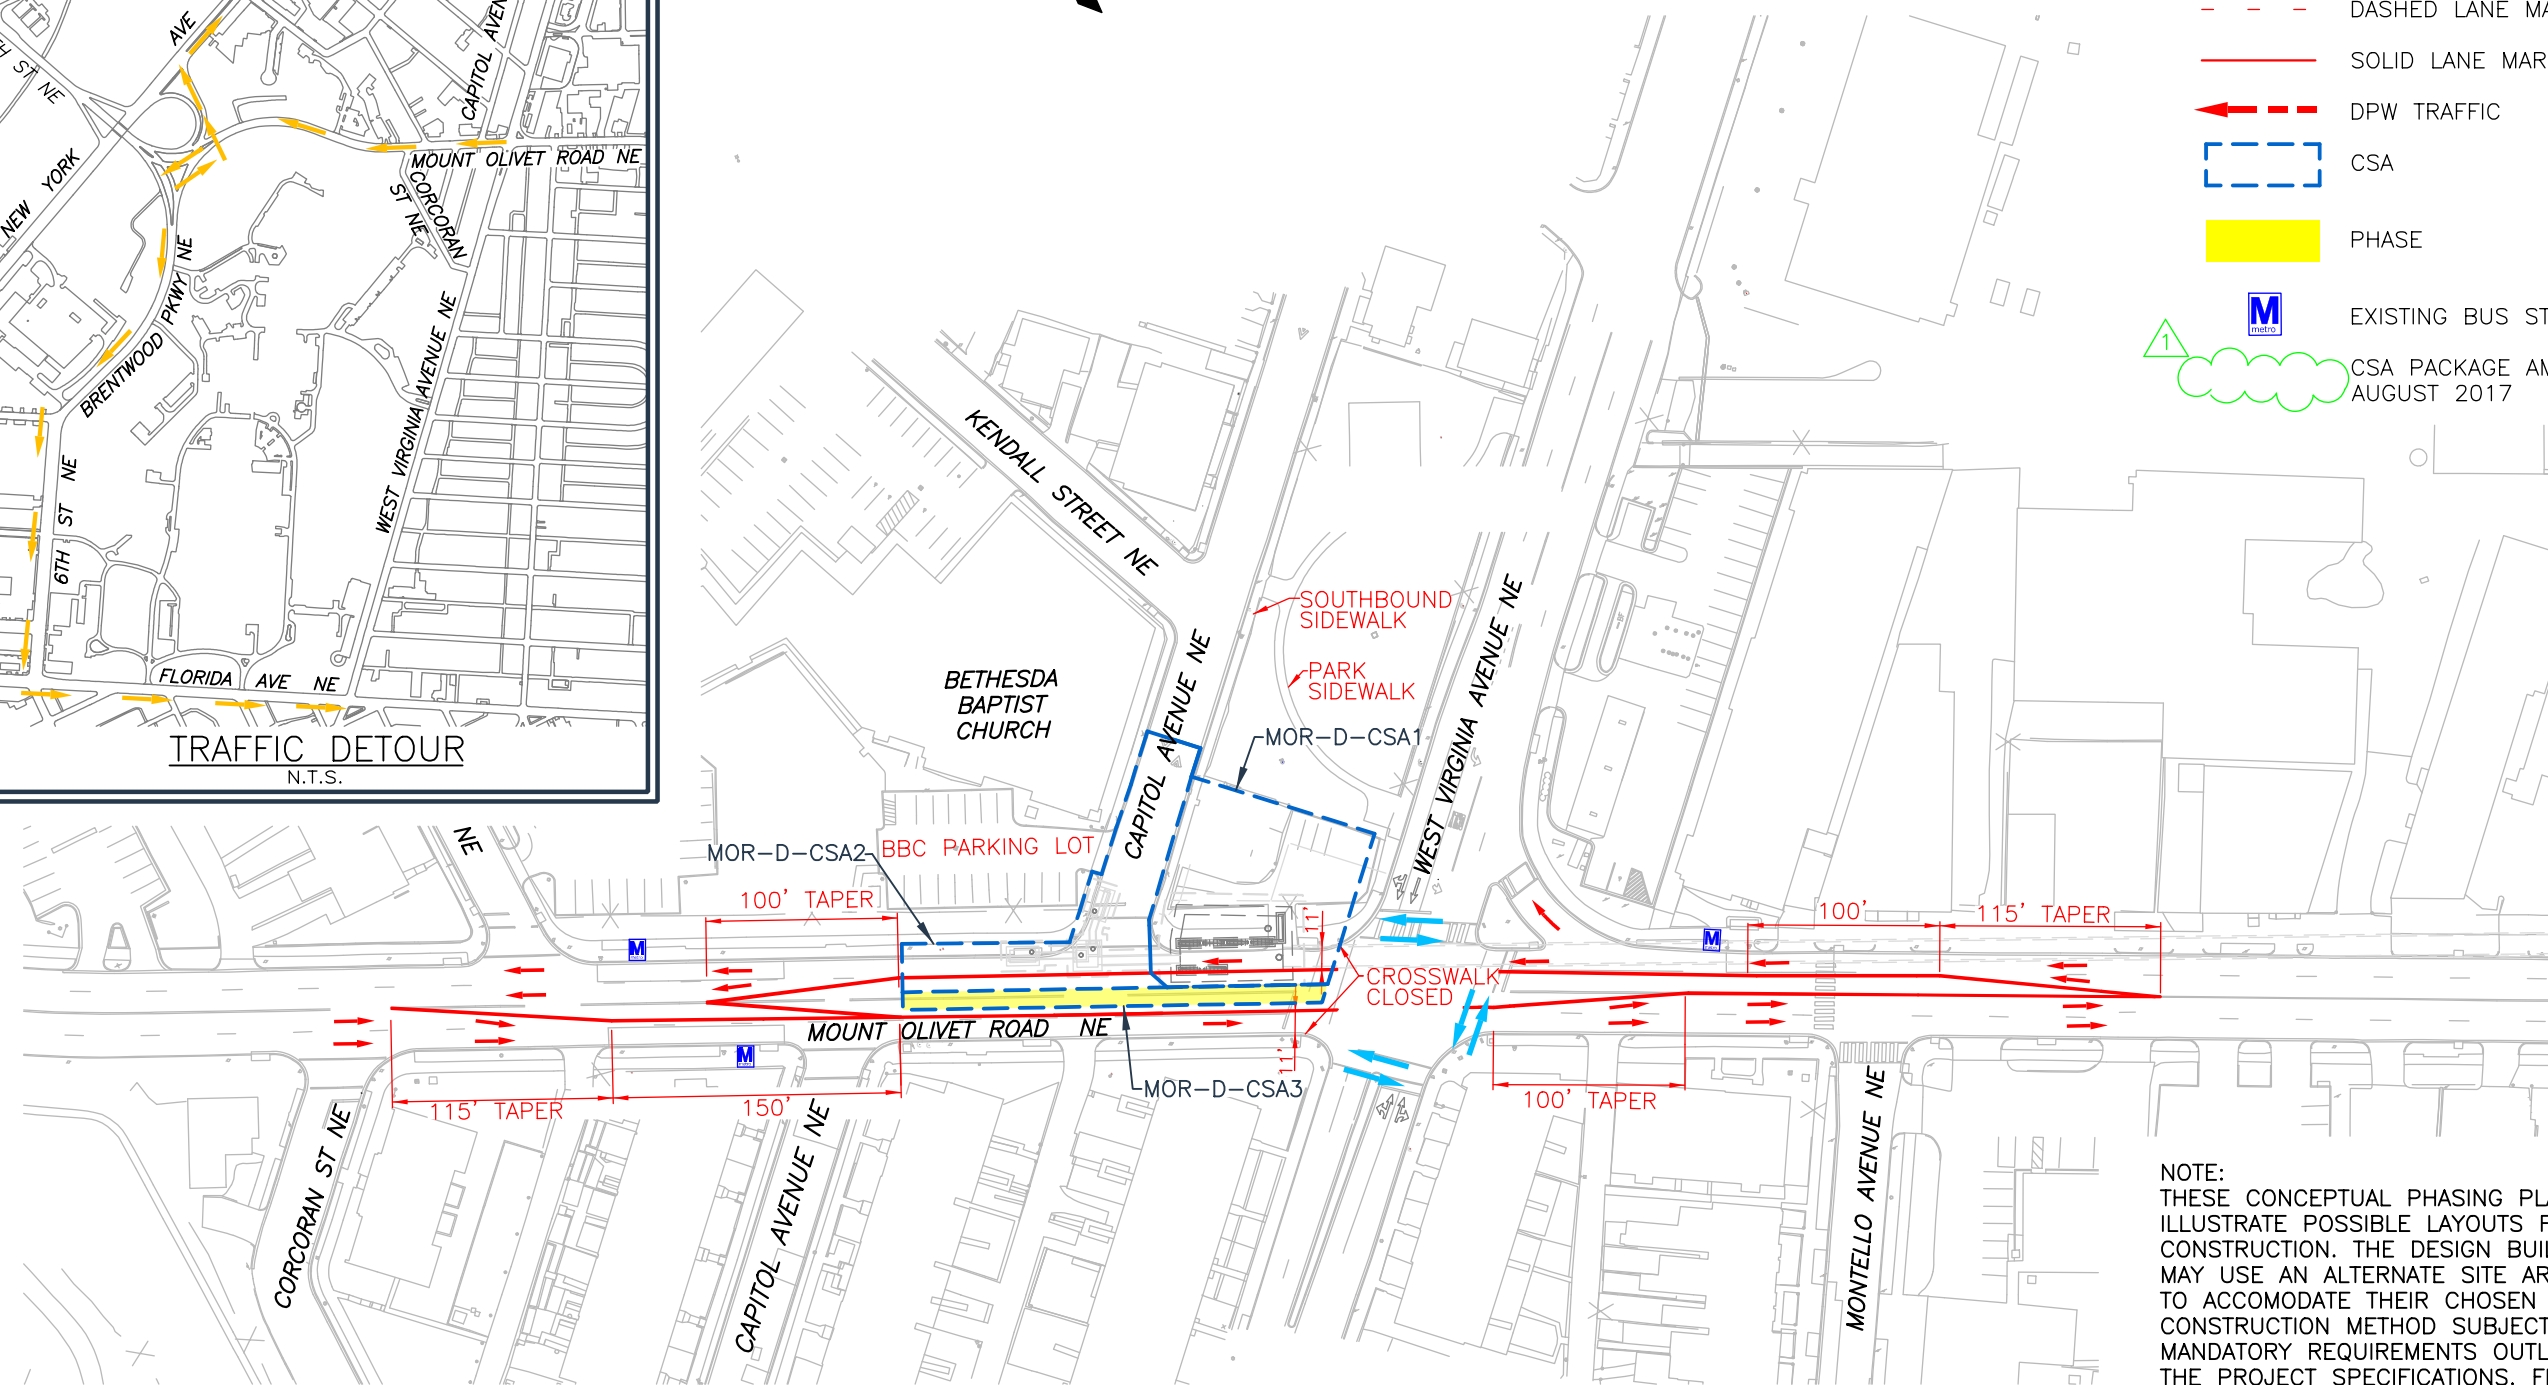 AVE
TH ST NE
CAPITOL AVEN
NEW YORK
MOUNT OLIVET ROAD NE
CORCORAN
ST NE
BRENTWOOD PKWY NE
WEST VIRGINIA AVENUE NE
6TH ST NE
FLORIDA AVE NE
TRAFFIC DETOUR
N.T.S.
DASHED LANE MA
SOLID LANE MAR
DPW TRAFFIC
CSA
PHASE
M
metro
EXISTING BUS ST
1
CSA PACKAGE AM
AUGUST 2017
KENDALL STREET NE
SOUTHBOUND
SIDEWALK
PARK
SIDEWALK
BETHESDA
BAPTIST
CHURCH
CAPITOL AVENUE NE
WEST VIRGINIA AVENUE NE
MOR-D-CSA1
NE
MOR-D-CSA2
BBC PARKING LOT
100' TAPER
11'
100'
115' TAPER
M
metro
M
metro
CROSSWALK
CLOSED
MOUNT OLIVET ROAD NE
M
metro
11'
MOR-D-CSA3
115' TAPER
150'
100' TAPER
CORCORAN ST NE
CAPITOL AVENUE NE
MONTELLO AVENUE NE
NOTE:
THESE CONCEPTUAL PHASING PLA
ILLUSTRATE POSSIBLE LAYOUTS F
CONSTRUCTION. THE DESIGN BUI
MAY USE AN ALTERNATE SITE AR
TO ACCOMODATE THEIR CHOSEN
CONSTRUCTION METHOD SUBJECT
MANDATORY REQUIREMENTS OUTL
THE PROJECT SPECIFICATIONS. F